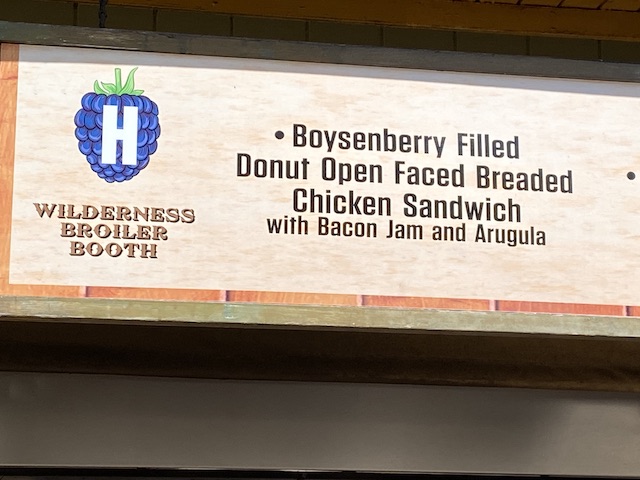 H
WILDERNESS
BROILER
BOOTH
• Boysenberry Filled
Donut Open Faced Breaded
Chicken Sandwich
with Bacon Jam and Arugula
•